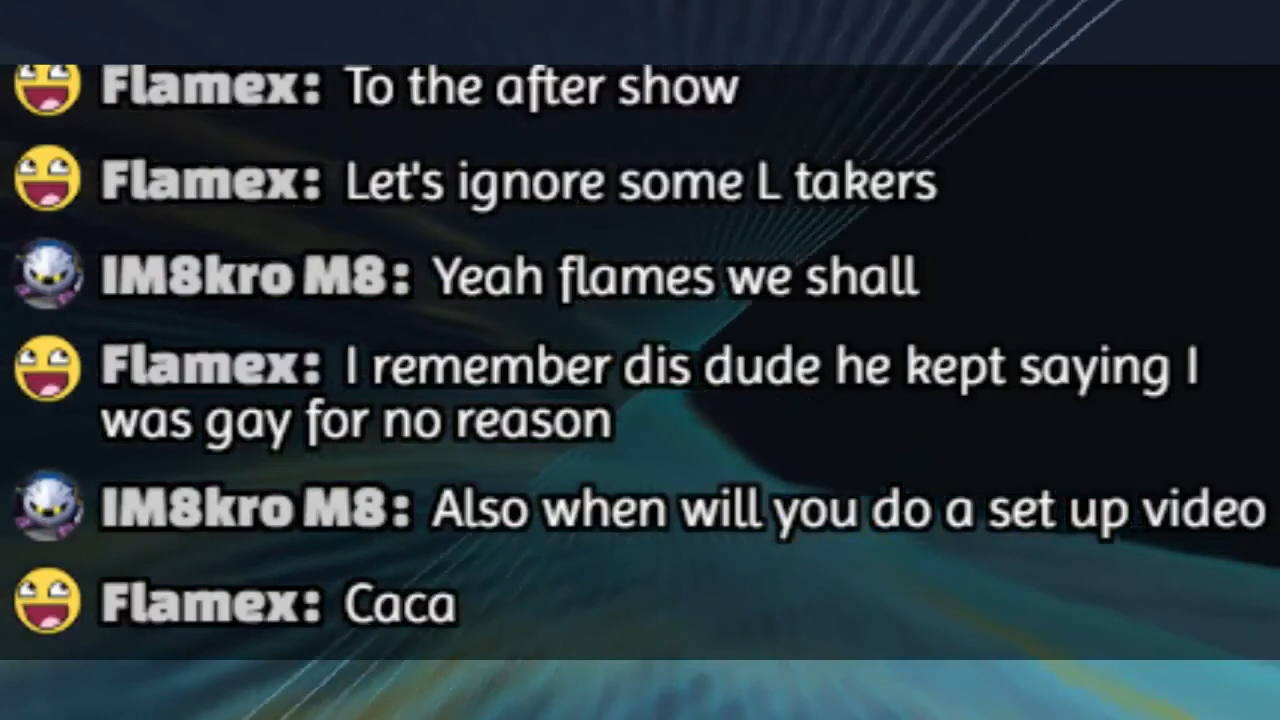 Flamex: To the after show
Flamex: Let's ignore some L takers
IM8kro M8: Yeah flames we shall
Flamex: I remember dis dude he kept saying I
was gay for no reason
IM8kro M8: Also when will you do a set up video
Flamex: Caca